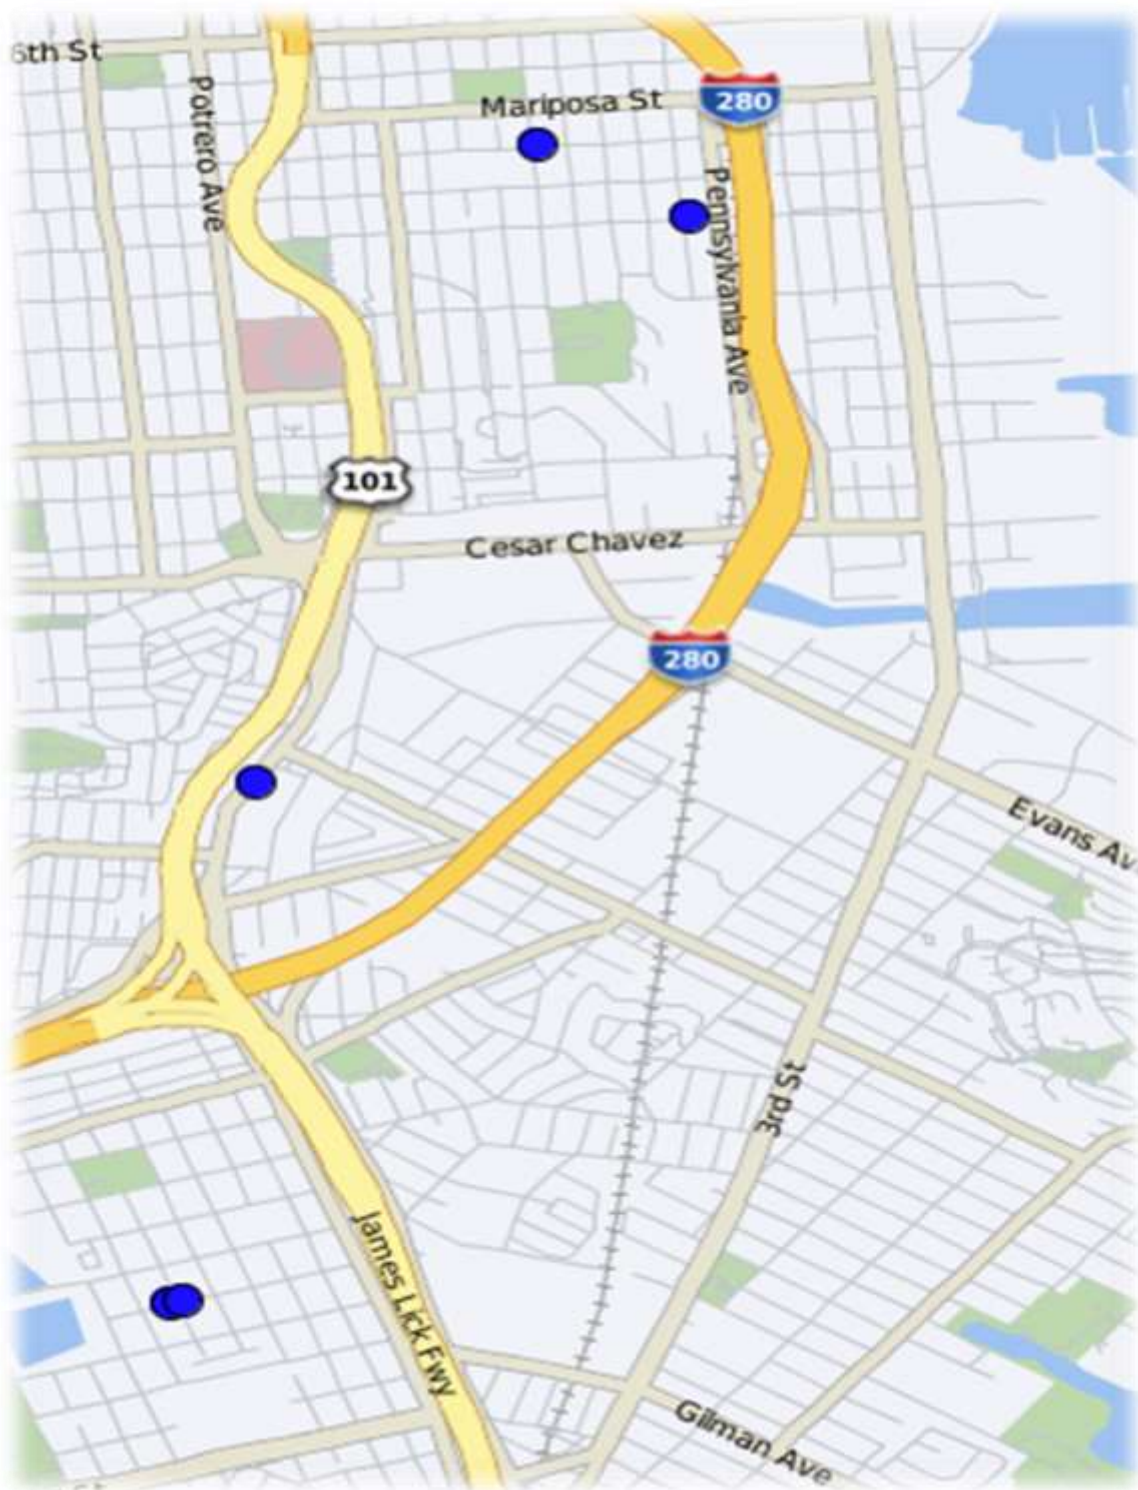 6th St
Potrero Ave
Mariposa St
280
Pennsylvania Ave
101
Cesar Chavez
280
Evans Av
3rd St
James Lick Fwy
Gilman Ave